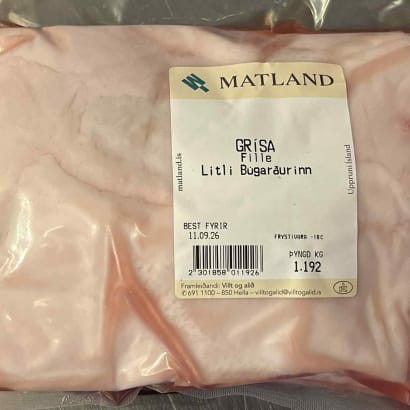 MATLAND
GRÍSA
Fille
Litli Búgarðurinn
matland.is
Uppruni Ísland
BEST FYRIR
11.09.26
FRYSTIVARA -18C
ÞYNGD KG
1.192
2 301858 011926
Framleiðandi: Villt og alið
✆ 691 1100 – 850 Hella – villtogalid@villtogalid.is